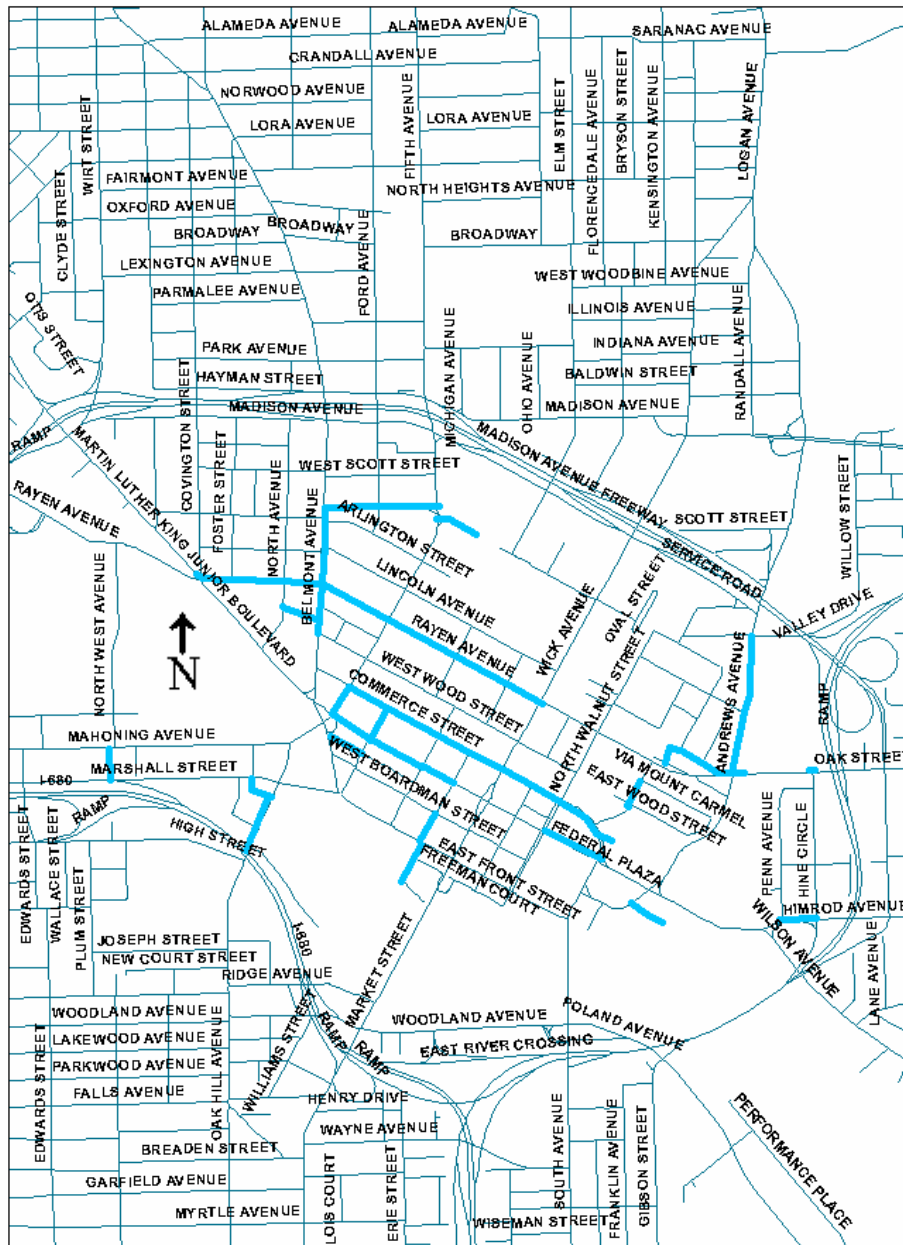 ALAMEDA AVENUE
ALAMEDA AVENUE
SARANAC AVENUE
CRANDALL AVENUE
NORWOOD AVENUE
LORA AVENUE
LORA AVENUE
WIRT STREET
FIFTH AVENUE
ELM STREET
FLORENCEDALE AVENUE
BRYSON STREET
KENSINGTON AVENUE
LOGAN AVENUE
FAIRMONT AVENUE
NORTH HEIGHTS AVENUE
CLYDE STREET
OXFORD AVENUE
BROADWAY
BROADWAY
BROADWAY
FORD AVENUE
LEXINGTON AVENUE
WEST WOODBINE AVENUE
PARMALEE AVENUE
ILLINOIS AVENUE
OTIS STREET
INDIANA AVENUE
PARK AVENUE
MICHIGAN AVENUE
OHIO AVENUE
RANDALL AVENUE
HAYMAN STREET
BALDWIN STREET
MADISON AVENUE
MADISON AVENUE
RAMP
MARTIN LUTHER KING JUNIOR BOULEVARD
COVINGTON STREET
FOSTER STREET
NORTH AVENUE
WEST SCOTT STREET
MADISON AVENUE FREEWAY
SERVICE ROAD
RAYEN AVENUE
BELMONT AVENUE
ARLINGTON STREET
SCOTT STREET
WILLOW STREET
LINCOLN AVENUE
RAYEN AVENUE
WICK AVENUE
OVAL STREET
VALLEY DRIVE
NORTH WEST AVENUE
N
WEST WOOD STREET
COMMERCE STREET
NORTH WALNUT STREET
ANDREWS AVENUE
RAMP
MAHONING AVENUE
MARSHALL STREET
WEST BOARDMAN STREET
VIA MOUNT CARMEL
EAST WOOD STREET
OAK STREET
I-680
RAMP
HIGH STREET
FEDERAL PLAZA
EAST FRONT STREET
FREEMAN COURT
PENN AVENUE
HINE CIRCLE
HIMROD AVENUE
WILSON AVENUE
LANE AVENUE
EDWARDS STREET
WALLACE STREET
PLUM STREET
JOSEPH STREET
NEW COURT STREET
RIDGE AVENUE
I-680
MARKET STREET
WOODLAND AVENUE
LAKEWOOD AVENUE
PARKWOOD AVENUE
FALLS AVENUE
OAK HILL AVENUE
WILLIAMS STREET
RAMP
RAMP
WOODLAND AVENUE
EAST RIVER CROSSING
POLAND AVENUE
EDWARDS STREET
HENRY DRIVE
WAYNE AVENUE
BREADEN STREET
GARFIELD AVENUE
MYRTLE AVENUE
LOIS COURT
ERIE STREET
SOUTH AVENUE
FRANKLIN AVENUE
GIBSON STREET
WISEMAN STREET
PERFORMANCE PLACE